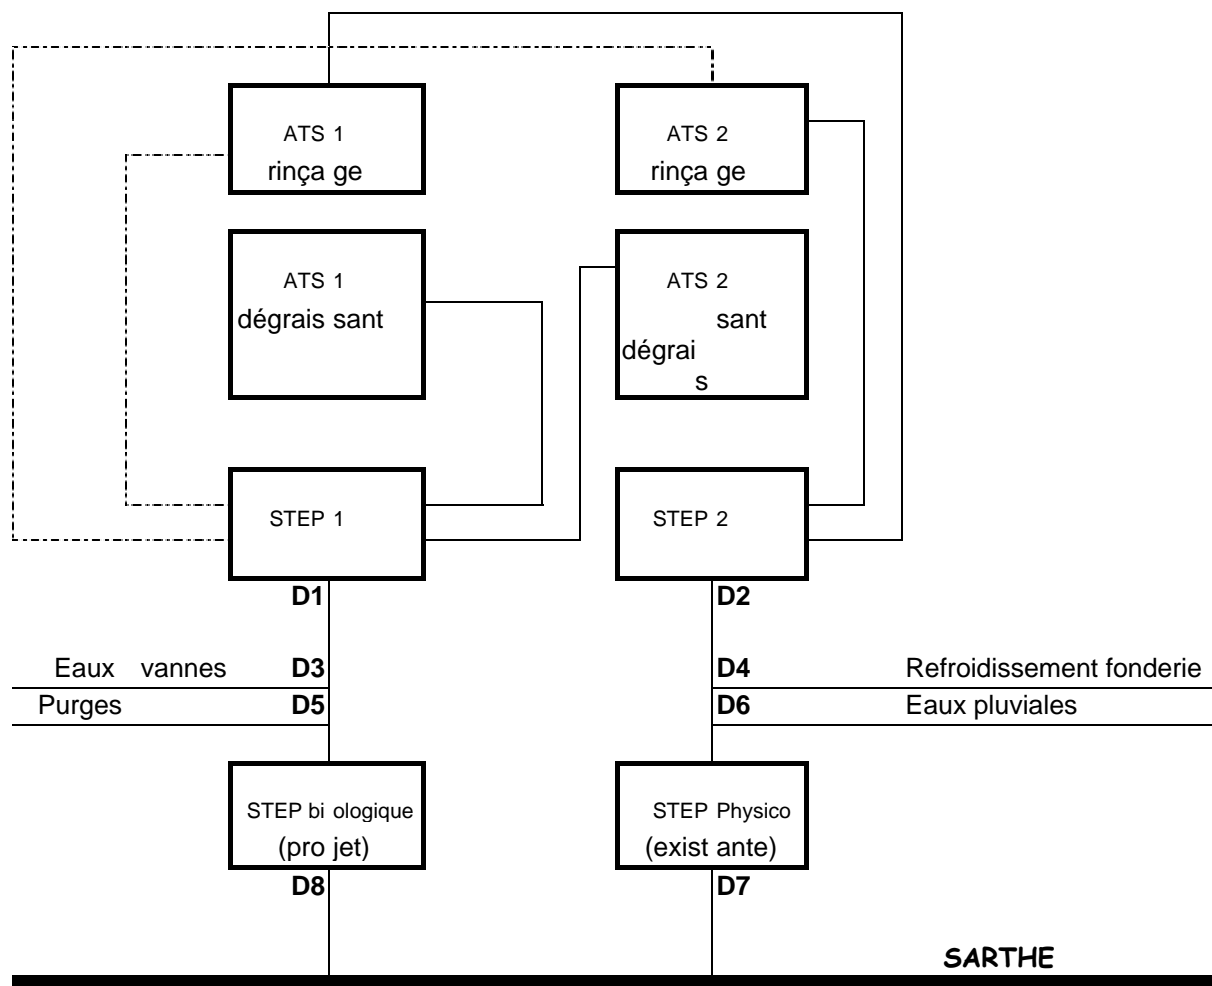 ATS 1
rinça ge
ATS 2
rinça ge
ATS 1
dégrais sant
ATS 2
sant
dégrai
s
STEP 1
STEP 2
D1
D2
Eaux vannes D3
D4 Refroidissement fonderie
Purges D5
D6 Eaux pluviales
STEP bi ologique
(pro jet)
STEP Physico
(exist ante)
D8
D7
SARTHE